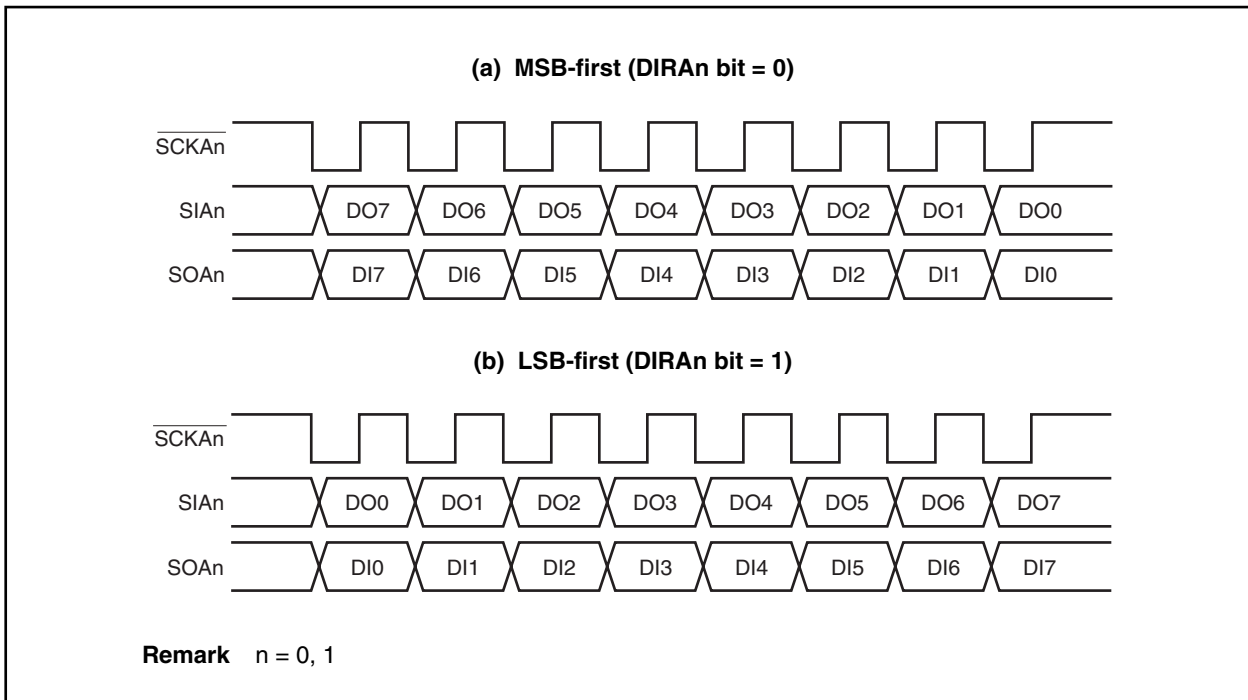 (a) MSB-first (DIRAn bit = 0)
SCKAn
SIAn DO7 DO6 DO5 DO4 DO3 DO2 DO1 DO0
SOAn DI7 DI6 DI5 DI4 DI3 DI2 DI1 DI0
(b) LSB-first (DIRAn bit = 1)
SCKAn
SIAn DO0 DO1 DO2 DO3 DO4 DO5 DO6 DO7
SOAn DI0 DI1 DI2 DI3 DI4 DI5 DI6 DI7
Remark n = 0, 1